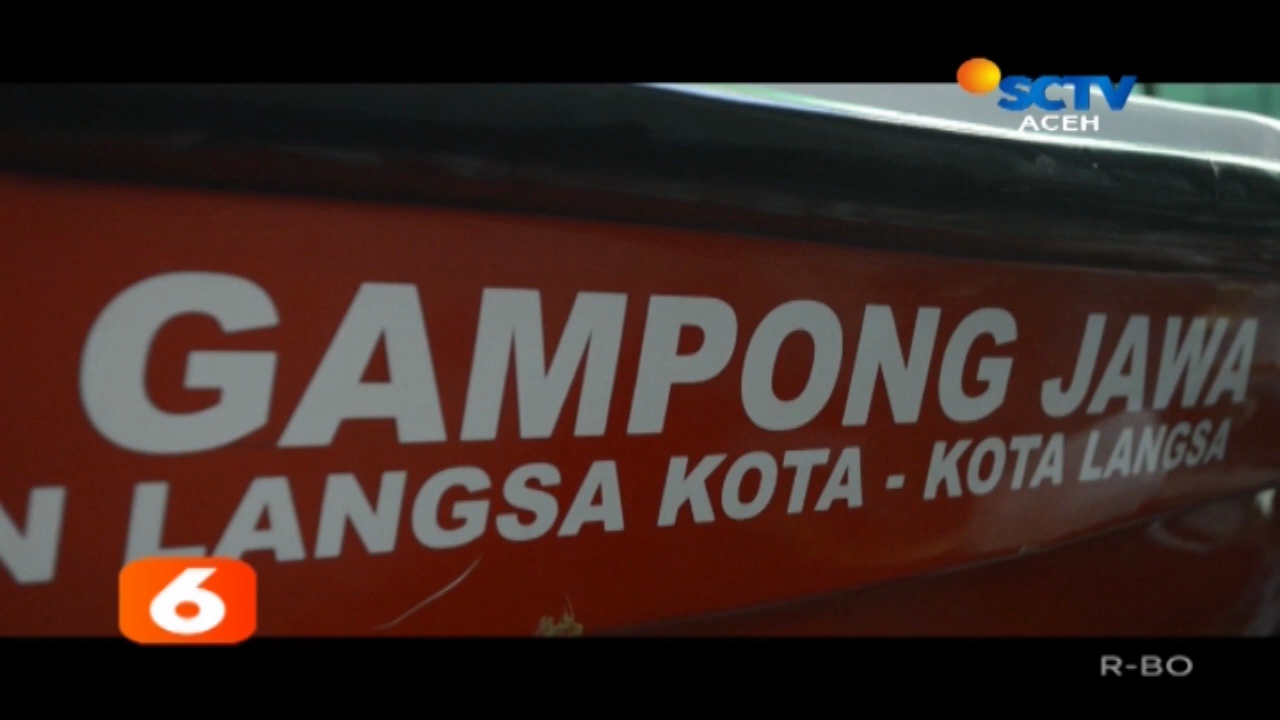 SCTV
ACEH
GAMPONG JAWA
N LANGSA KOTA - KOTA LANGSA
6
R-BO